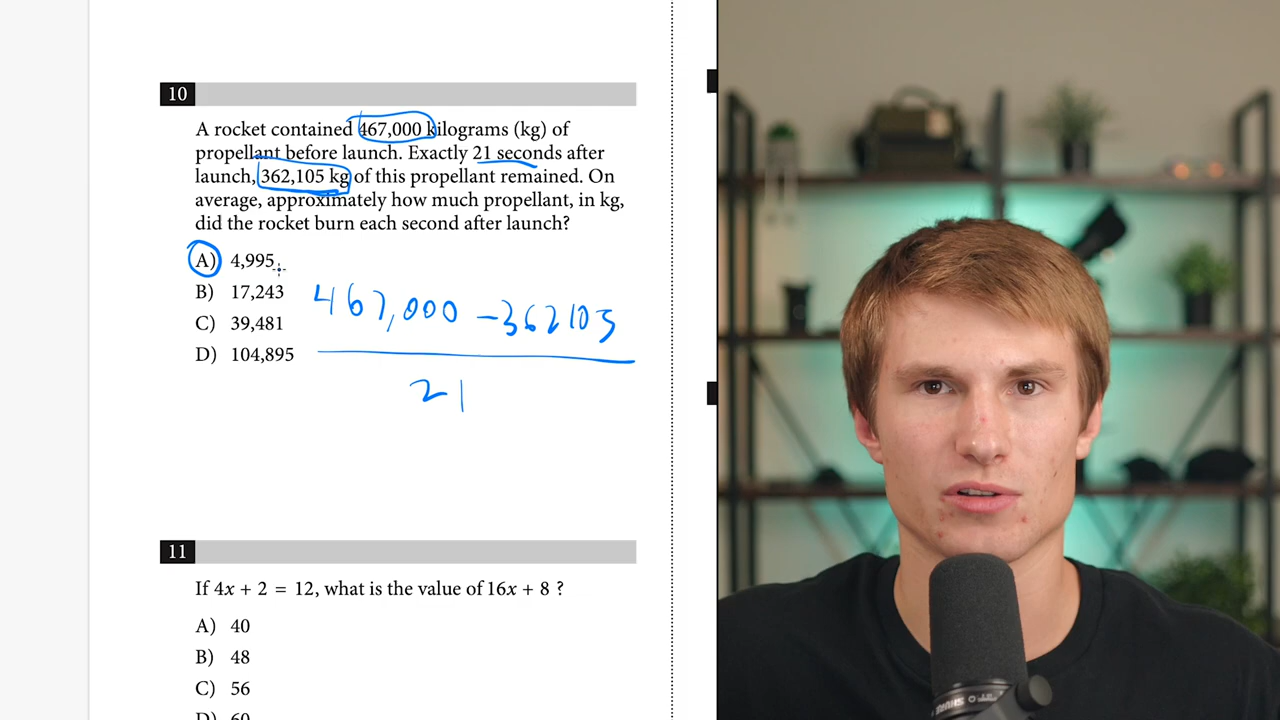 10
A rocket contained 467,000 kilograms (kg) of
propellant before launch. Exactly 21 seconds after
launch, 362,105 kg of this propellant remained. On
average, approximately how much propellant, in kg,
did the rocket burn each second after launch?
A) 4,995
B) 17,243
C) 39,481
D) 104,895
467,000 - 362105
21
11
If 4x + 2 = 12, what is the value of 16x + 8 ?
A) 40
B) 48
C) 56
D) 60
SHURE